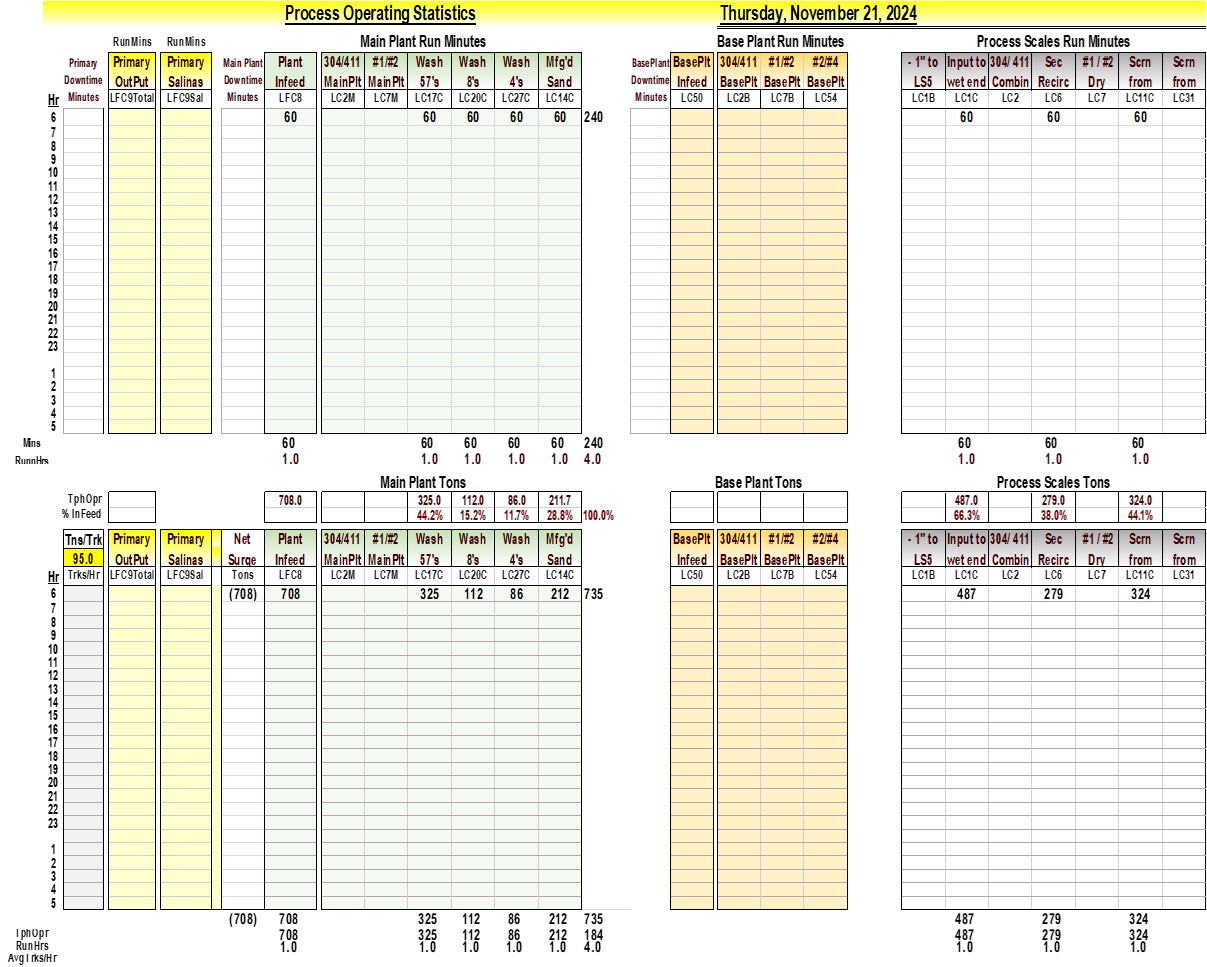 Process Operating Statistics Thursday, November 21, 2024
RunMins RunMins Main Plant Run Minutes Base Plant Run Minutes Process Scales Run Minutes
Primary Primary Primary Main Plant Plant 304/411 #1/#2 Wash Wash Wash Mfg'd BasePlant BasePlt 304/411 #1/#2 #2/#4 - 1" to Input to 304/ 411 Sec #1 / #2 Scrn Scrn
Downtime OutPut Salinas Downtime Infeed MainPlt MainPlt 57's 8's 4's Sand Downtime Infeed BasePlt BasePlt BasePlt LS5 wet end Combin Recirc Dry from from
Hr Minutes LFC9Total LFC9Sal Minutes LFC8 LC2M LC7M LC17C LC20C LC27C LC14C Minutes LC50 LC2B LC7B LC54 LC1B LC1C LC2 LC6 LC7 LC11C LC31
6 60 60 60 60 60 240 60 60 60
7
8
9
10
11
12
13
14
15
16
17
18
19
20
21
22
23
1
2
3
4
5
Mins 60 60 60 60 60 240 60 60 60
RunnHrs 1.0 1.0 1.0 1.0 1.0 4.0 1.0 1.0 1.0
Main Plant Tons Base Plant Tons Process Scales Tons
TphOpr 708.0 325.0 112.0 86.0 211.7 487.0 279.0 324.0
% InFeed 44.2% 15.2% 11.7% 28.8% 100.0% 66.3% 38.0% 44.1%
Tns/Trk Primary Primary Net Plant 304/411 #1/#2 Wash Wash Wash Mfg'd BasePlt 304/411 #1/#2 #2/#4 - 1" to Input to 304/ 411 Sec #1 / #2 Scrn Scrn
95.0 OutPut Salinas Surge Infeed MainPlt MainPlt 57's 8's 4's Sand Infeed BasePlt BasePlt BasePlt LS5 wet end Combin Recirc Dry from from
Hr Trks/Hr LFC9Total LFC9Sal Tons LFC8 LC2M LC7M LC17C LC20C LC27C LC14C LC50 LC2B LC7B LC54 LC1B LC1C LC2 LC6 LC7 LC11C LC31
6 (708) 708 325 112 86 212 735 487 279 324
7
8
9
10
11
12
13
14
15
16
17
18
19
20
21
22
23
1
2
3
4
5
(708) 708 325 112 86 212 735 487 279 324
TphOpr 708 325 112 86 212 184 487 279 324
RunHrs 1.0 1.0 1.0 1.0 1.0 4.0 1.0 1.0 1.0
AvgTrks/Hr